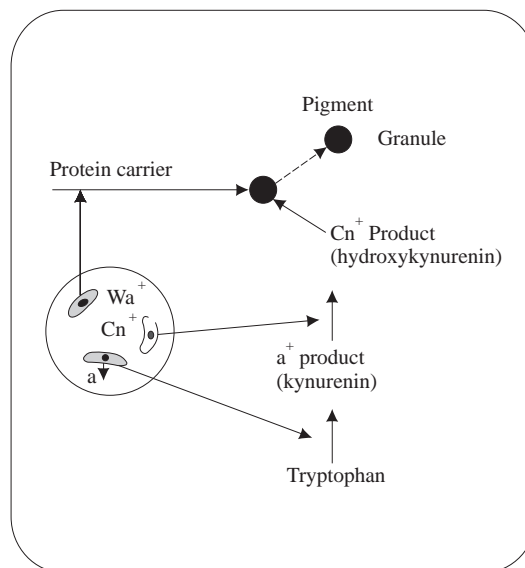 Pigment
Granule
Protein carrier
Cn+ Product
(hydroxykynurenin)
Wa+
Cn+
a
a+ product
(kynurenin)
Tryptophan